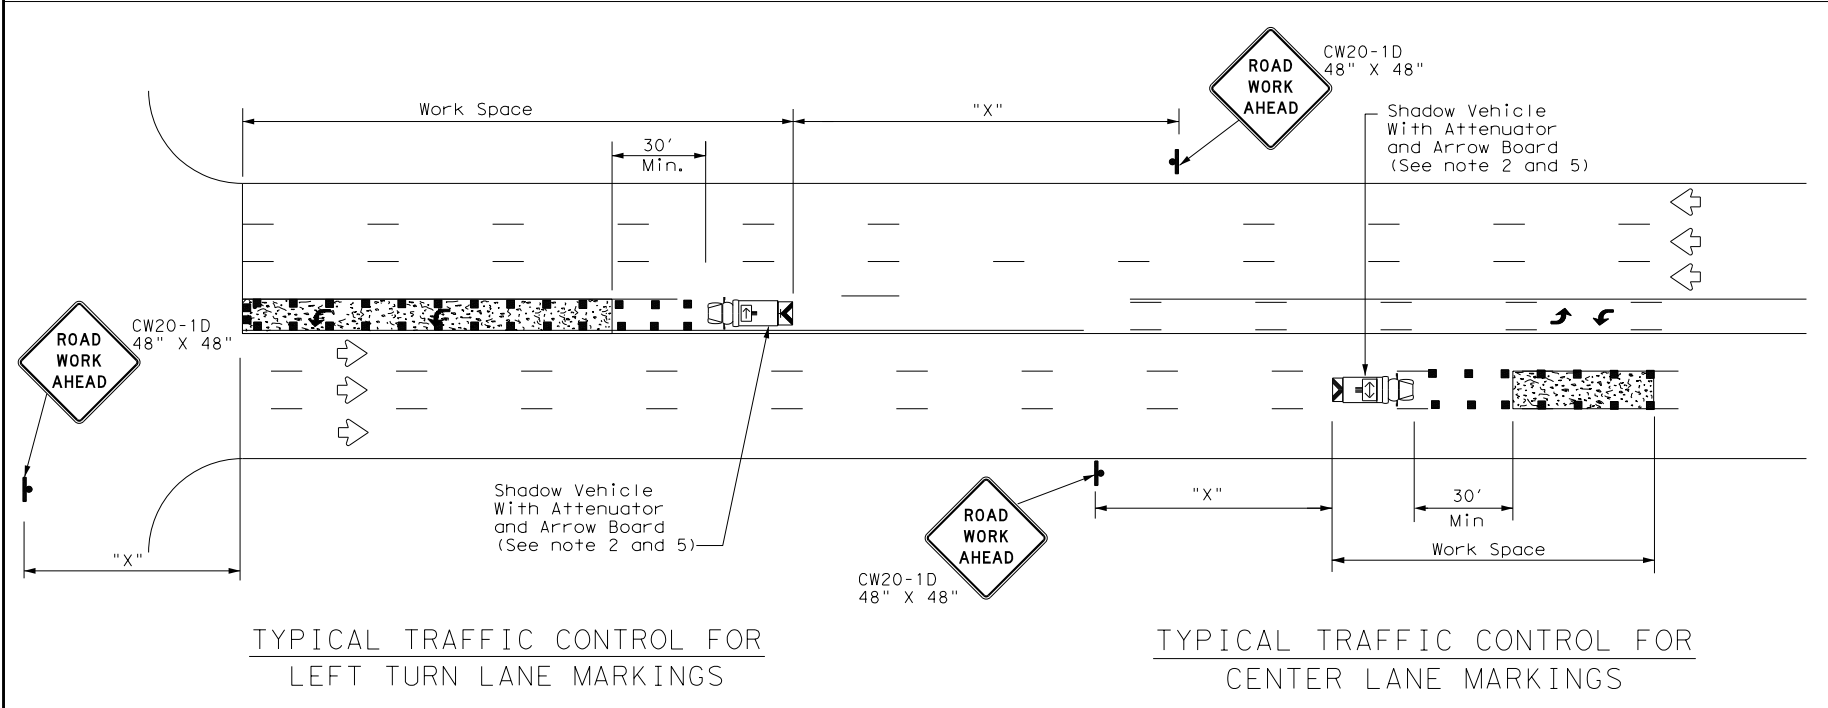 ROAD
WORK
AHEAD
CW20-1D
48" X 48"
Work Space
"X"
30'
Min.
Shadow Vehicle
With Attenuator
and Arrow Board
(See note 2 and 5)
ROAD
WORK
AHEAD
CW20-1D
48" X 48"
Shadow Vehicle
With Attenuator
and Arrow Board
(See note 2 and 5)
"X"
ROAD
WORK
AHEAD
CW20-1D
48" X 48"
"X"
30'
Min
Work Space
TYPICAL TRAFFIC CONTROL FOR
LEFT TURN LANE MARKINGS
TYPICAL TRAFFIC CONTROL FOR
CENTER LANE MARKINGS